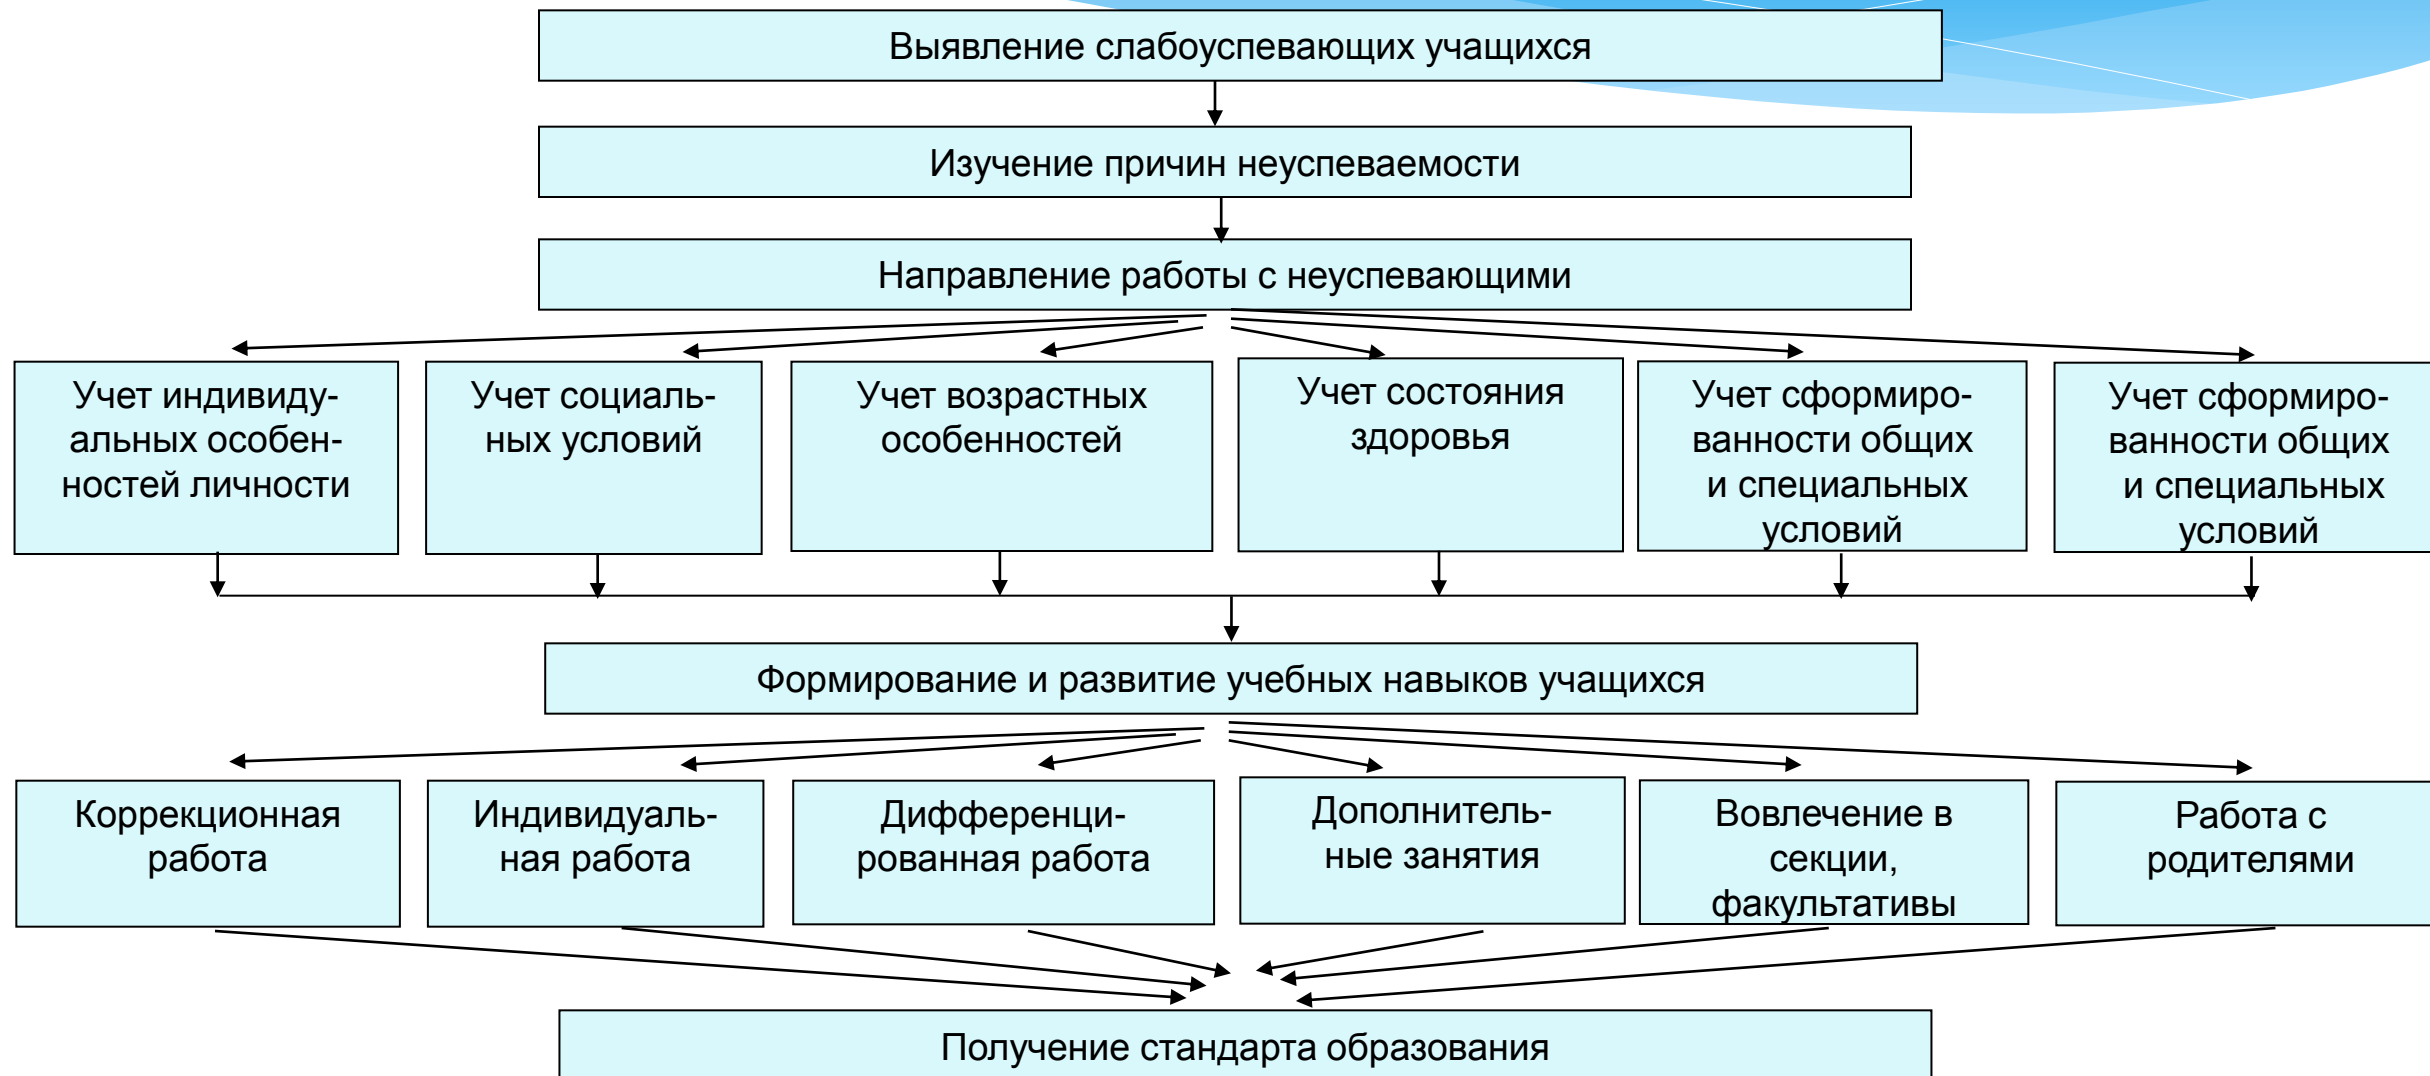 Выявление слабоуспевающих учащихся
Изучение причин неуспеваемости
Направление работы с неуспевающими
Учет индивиду-
альных особен-
ностей личности
Учет социаль-
ных условий
Учет возрастных
особенностей
Учет состояния
здоровья
Учет сформиро-
ванности общих
и специальных
условий
Учет сформиро-
ванности общих
и специальных
условий
Формирование и развитие учебных навыков учащихся
Коррекционная
работа
Индивидуаль-
ная работа
Дифференци-
рованная работа
Дополнитель-
ные занятия
Вовлечение в
секции,
факультативы
Работа с
родителями
Получение стандарта образования